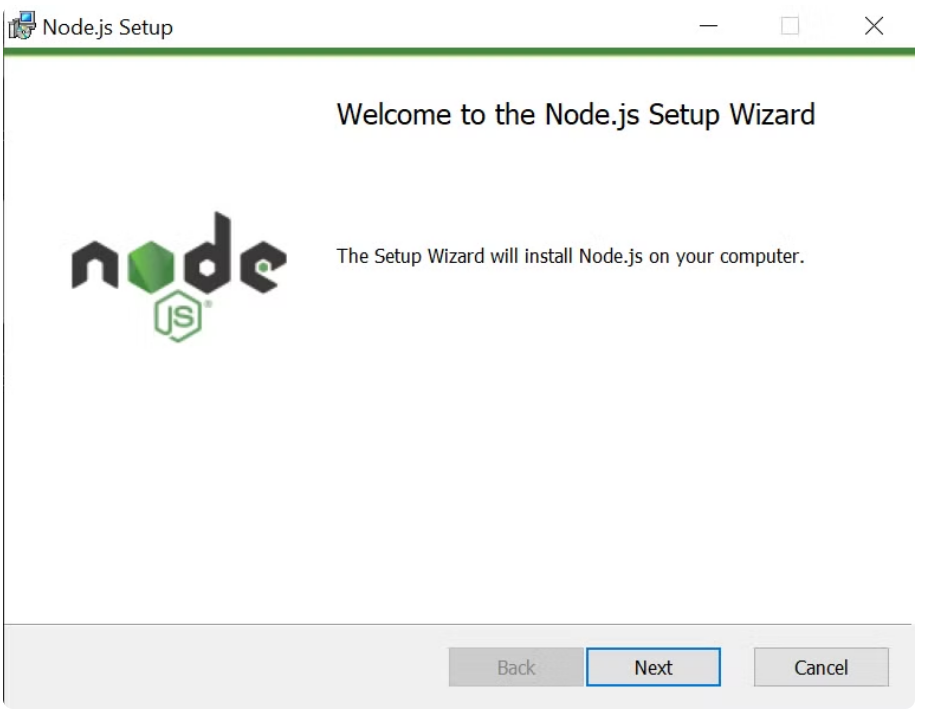 Node.js Setup
Welcome to the Node.js Setup Wizard
node
JS®
The Setup Wizard will install Node.js on your computer.
Back Next Cancel